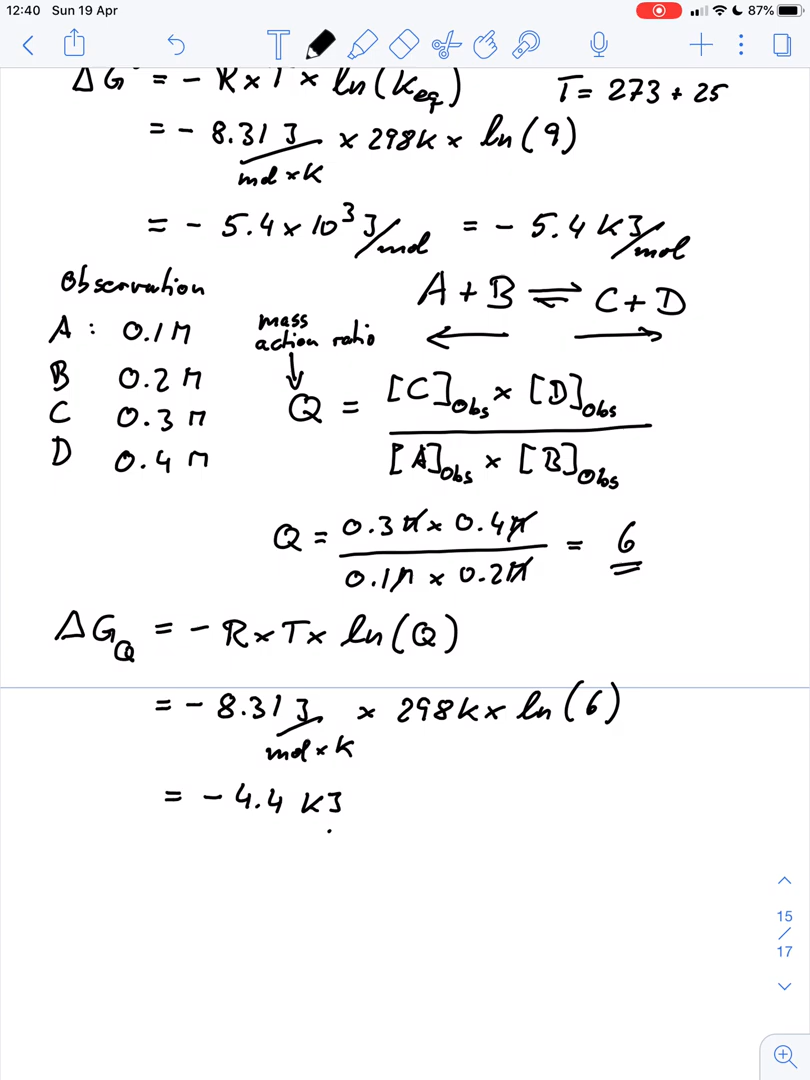 12:40 Sun 19 Apr 87%
T
ΔG = - R x T x ln(Keq) T = 273 + 25
= - 8.31 J/mol x K x 298K x ln(9)
= - 5.4 x 10³ J/mol = - 5.4 KJ/mol
Observation A + B ⇌ C + D
A : 0.1 M mass action ratio ← →
B 0.2 M ↓
C 0.3 M Q = [C]obs x [D]obs / [A]obs x [B]obs
D 0.4 M
Q = 0.3 M x 0.4 M / 0.1 M x 0.2 M = 6
ΔGQ = - R x T x ln(Q)
= - 8.31 J/mol x K x 298K x ln(6)
= - 4.4 KJ
15
/
17